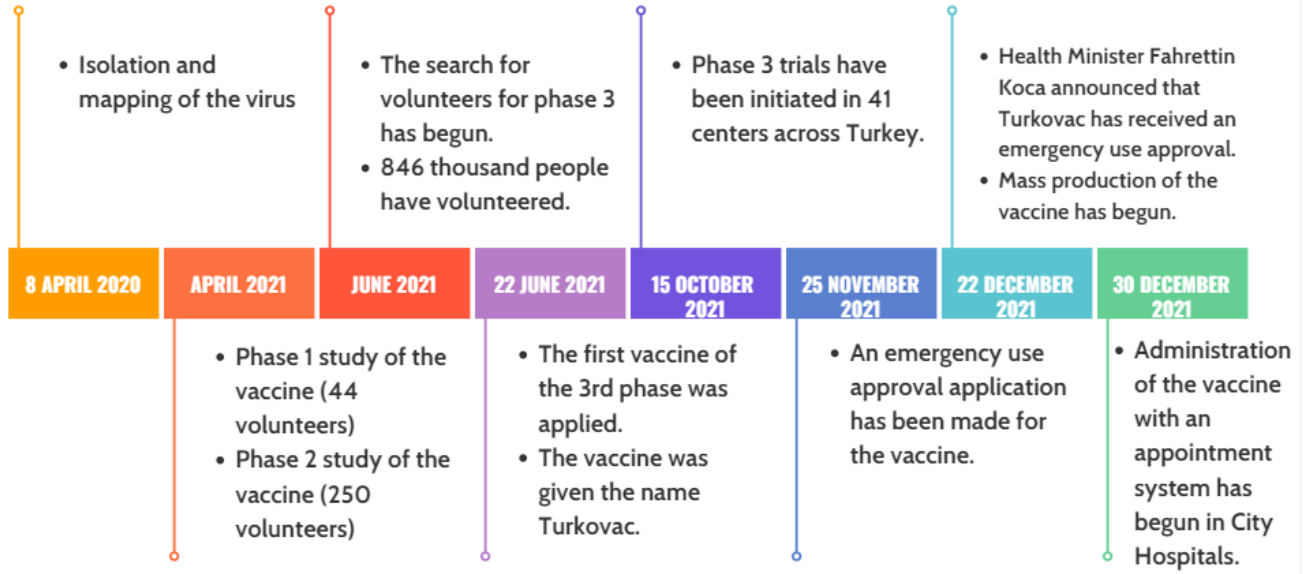 • Isolation and
mapping of the virus
• The search for
volunteers for phase 3
has begun.
• 846 thousand people
have volunteered.
• Phase 3 trials have
been initiated in 41
centers across Turkey.
• Health Minister Fahrettin
Koca announced that
Turkovac has received an
emergency use approval.
• Mass production of the
vaccine has begun.
8 APRIL 2020
APRIL 2021
JUNE 2021
22 JUNE 2021
15 OCTOBER
2021
25 NOVEMBER
2021
22 DECEMBER
2021
30 DECEMBER
2021
• Phase 1 study of the
vaccine (44
volunteers)
• Phase 2 study of the
vaccine (250
volunteers)
• The first vaccine of
the 3rd phase was
applied.
• The vaccine was
given the name
Turkovac.
• An emergency use
approval application
has been made for
the vaccine.
• Administration
of the vaccine
with an
appointment
system has
begun in City
Hospitals.